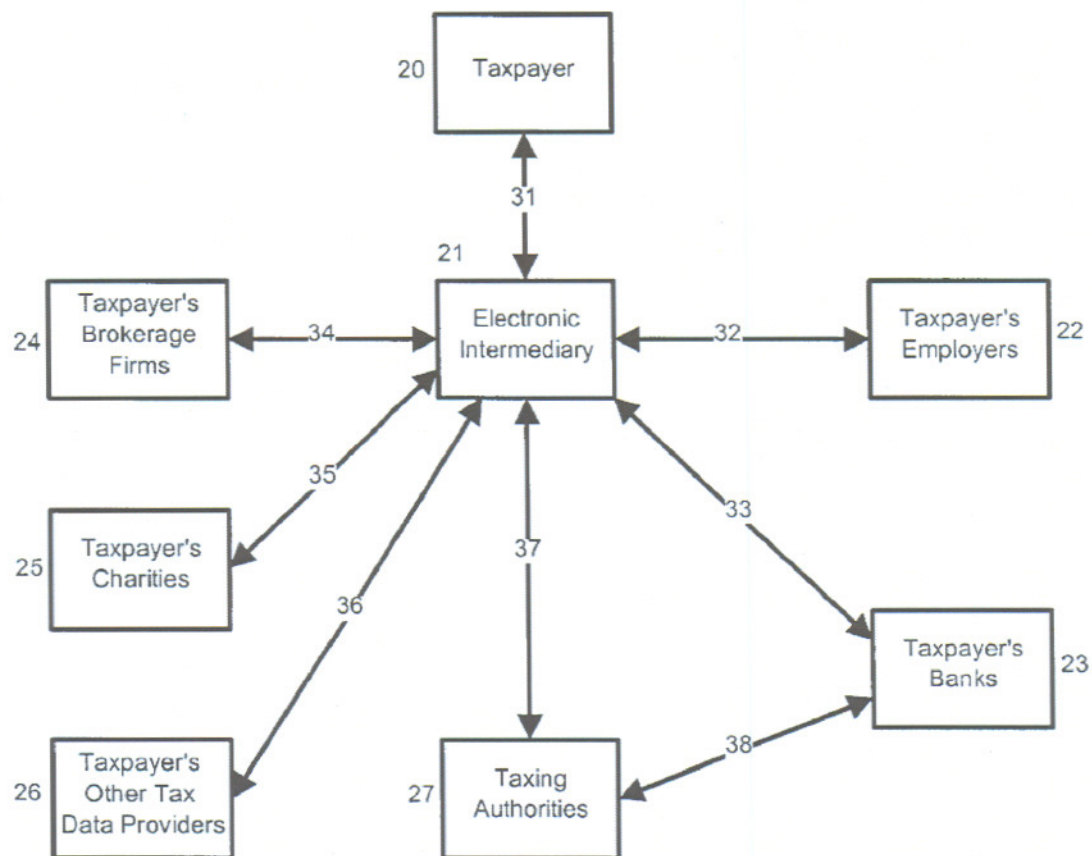 20
Taxpayer
31
21
24
Taxpayer's
Brokerage
Firms
34
Electronic
Intermediary
32
Taxpayer's
Employers
22
35
33
25
Taxpayer's
Charities
37
36
Taxpayer's
Banks
23
38
26
Taxpayer's
Other Tax
Data Providers
27
Taxing
Authorities